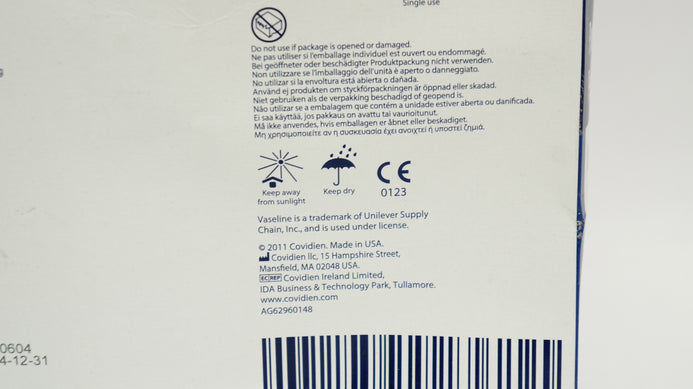 Single use
Do not use if package is opened or damaged.
Ne pas utiliser si l'emballage individuel est ouvert ou endommagé.
Bei geöffneter oder beschädigter Produktpackung nicht verwenden.
Non utilizzare se l'imballaggio dell'unità è aperto o danneggiato.
No utilizar si la envoltura está abierta o dañada.
Använd ej produkten om styckförpackningen är öppnad eller skadad.
Niet gebruiken als de verpakking beschadigd of geopend is.
Não utilizar se a embalagem que contém a unidade estiver aberta ou danificada.
Ei saa käyttää, jos pakkaus on avattu tai vaurioitunut.
Må ikke anvendes, hvis emballagen er åbnet eller beskadiget.
Μη χρησιμοποιείτε αν η συσκευασία έχει ανοιχτεί ή υποστεί ζημιά.
Keep away
from sunlight
Keep dry
CE
0123
Vaseline is a trademark of Unilever Supply
Chain, Inc., and is used under license.
© 2011 Covidien. Made in USA.
Covidien llc, 15 Hampshire Street,
Mansfield, MA 02048 USA.
EC REP Covidien Ireland Limited,
IDA Business & Technology Park, Tullamore.
www.covidien.com
AG62960148
0604
4-12-31